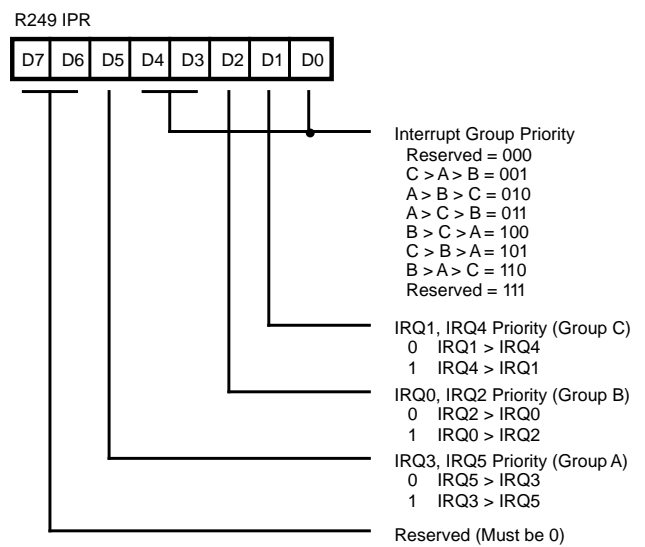 R249 IPR
D7 D6 D5 D4 D3 D2 D1 D0
Interrupt Group Priority
Reserved = 000
C > A > B = 001
A > B > C = 010
A > C > B = 011
B > C > A = 100
C > B > A = 101
B > A > C = 110
Reserved = 111
IRQ1, IRQ4 Priority (Group C)
0 IRQ1 > IRQ4
1 IRQ4 > IRQ1
IRQ0, IRQ2 Priority (Group B)
0 IRQ2 > IRQ0
1 IRQ0 > IRQ2
IRQ3, IRQ5 Priority (Group A)
0 IRQ5 > IRQ3
1 IRQ3 > IRQ5
Reserved (Must be 0)